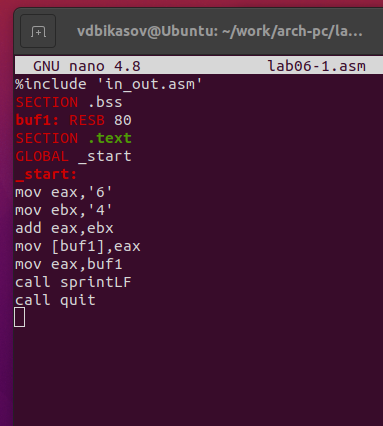 vdbikasov@Ubuntu: ~/work/arch-pc/la...
GNU nano 4.8 lab06-1.asm
%include 'in_out.asm'
SECTION .bss
buf1: RESB 80
SECTION .text
GLOBAL _start
_start:
mov eax,'6'
mov ebx,'4'
add eax,ebx
mov [buf1],eax
mov eax,buf1
call sprintLF
call quit